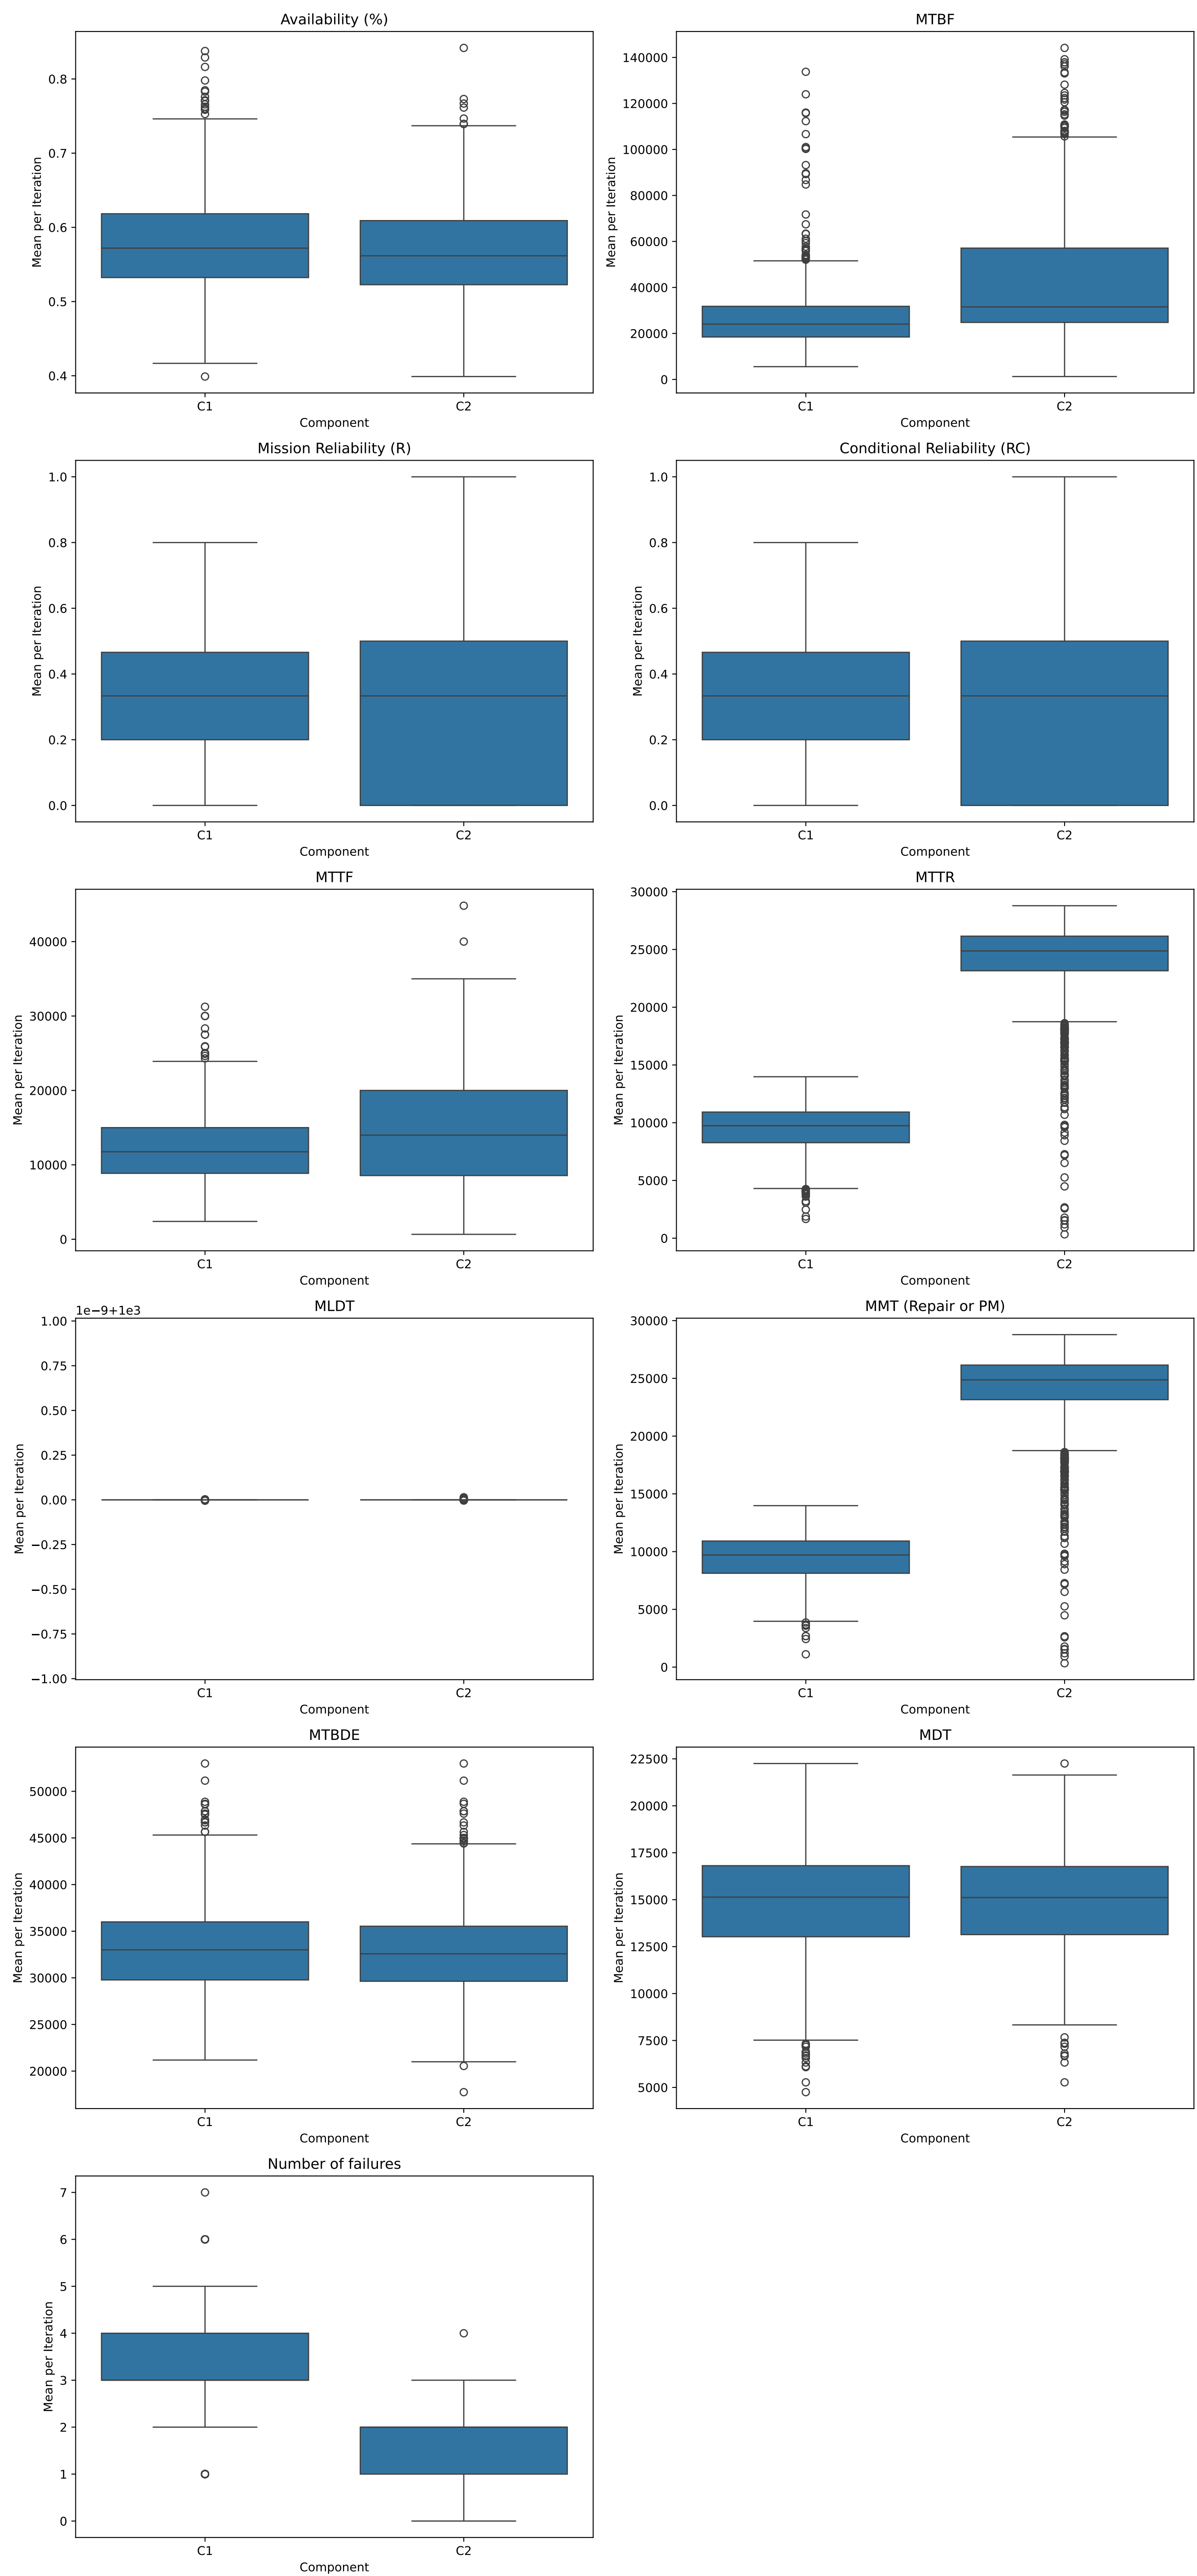 Availability (%)
Mean per Iteration
0.8
0.7
0.6
0.5
0.4
C1
C2
Component
MTBF
Mean per Iteration
140000
120000
100000
80000
60000
40000
20000
0
C1
C2
Component
Mission Reliability (R)
Mean per Iteration
1.0
0.8
0.6
0.4
0.2
0.0
C1
C2
Component
Conditional Reliability (RC)
Mean per Iteration
1.0
0.8
0.6
0.4
0.2
0.0
C1
C2
Component
MTTF
Mean per Iteration
40000
30000
20000
10000
0
C1
C2
Component
MTTR
Mean per Iteration
30000
25000
20000
15000
10000
5000
0
C1
C2
Component
MLDT
1e−9+1e3
Mean per Iteration
1.00
0.75
0.50
0.25
0.00
−0.25
−0.50
−0.75
−1.00
C1
C2
Component
MMT (Repair or PM)
Mean per Iteration
30000
25000
20000
15000
10000
5000
0
C1
C2
Component
MTBDE
Mean per Iteration
50000
45000
40000
35000
30000
25000
20000
C1
C2
Component
MDT
Mean per Iteration
22500
20000
17500
15000
12500
10000
7500
5000
C1
C2
Component
Number of failures
Mean per Iteration
7
6
5
4
3
2
1
0
C1
C2
Component